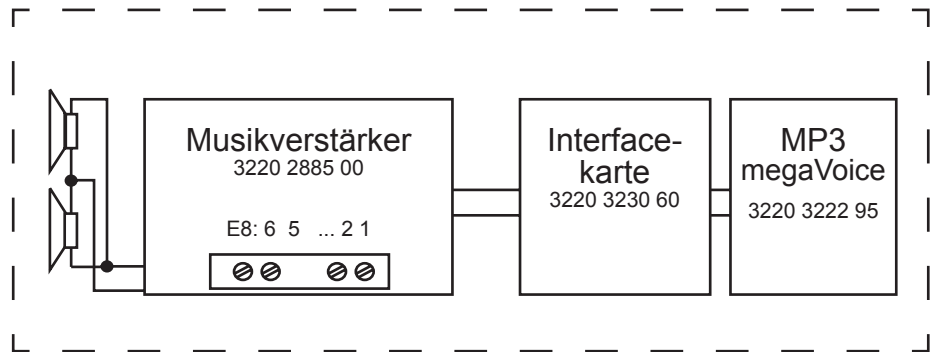 Musikverstärker
3220 2885 00
E8: 6 5 ... 2 1
Interface-
karte
3220 3230 60
MP3
megaVoice
3220 3222 95